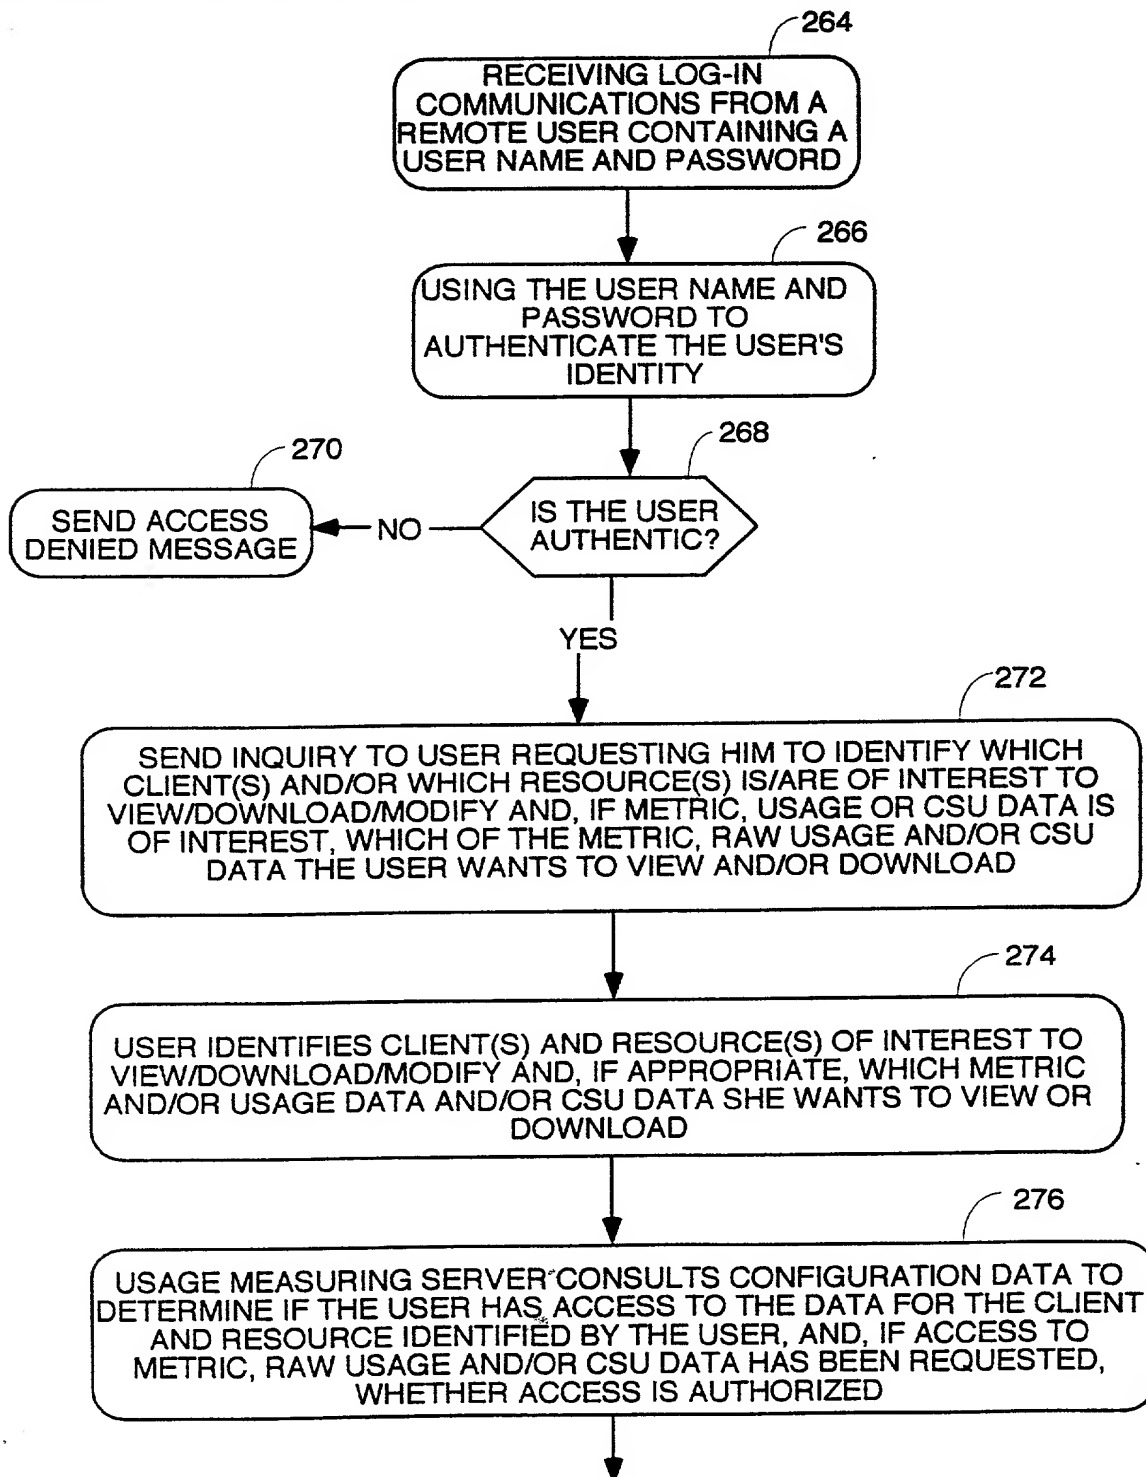 264
RECEIVING LOG-IN
COMMUNICATIONS FROM A
REMOTE USER CONTAINING A
USER NAME AND PASSWORD
266
USING THE USER NAME AND
PASSWORD TO
AUTHENTICATE THE USER'S
IDENTITY
268
IS THE USER
AUTHENTIC?
270
SEND ACCESS
DENIED MESSAGE
NO
YES
272
SEND INQUIRY TO USER REQUESTING HIM TO IDENTIFY WHICH
CLIENT(S) AND/OR WHICH RESOURCE(S) IS/ARE OF INTEREST TO
VIEW/DOWNLOAD/MODIFY AND, IF METRIC, USAGE OR CSU DATA IS
OF INTEREST, WHICH OF THE METRIC, RAW USAGE AND/OR CSU
DATA THE USER WANTS TO VIEW AND/OR DOWNLOAD
274
USER IDENTIFIES CLIENT(S) AND RESOURCE(S) OF INTEREST TO
VIEW/DOWNLOAD/MODIFY AND, IF APPROPRIATE, WHICH METRIC
AND/OR USAGE DATA AND/OR CSU DATA SHE WANTS TO VIEW OR
DOWNLOAD
276
USAGE MEASURING SERVER CONSULTS CONFIGURATION DATA TO
DETERMINE IF THE USER HAS ACCESS TO THE DATA FOR THE CLIENT
AND RESOURCE IDENTIFIED BY THE USER, AND, IF ACCESS TO
METRIC, RAW USAGE AND/OR CSU DATA HAS BEEN REQUESTED,
WHETHER ACCESS IS AUTHORIZED